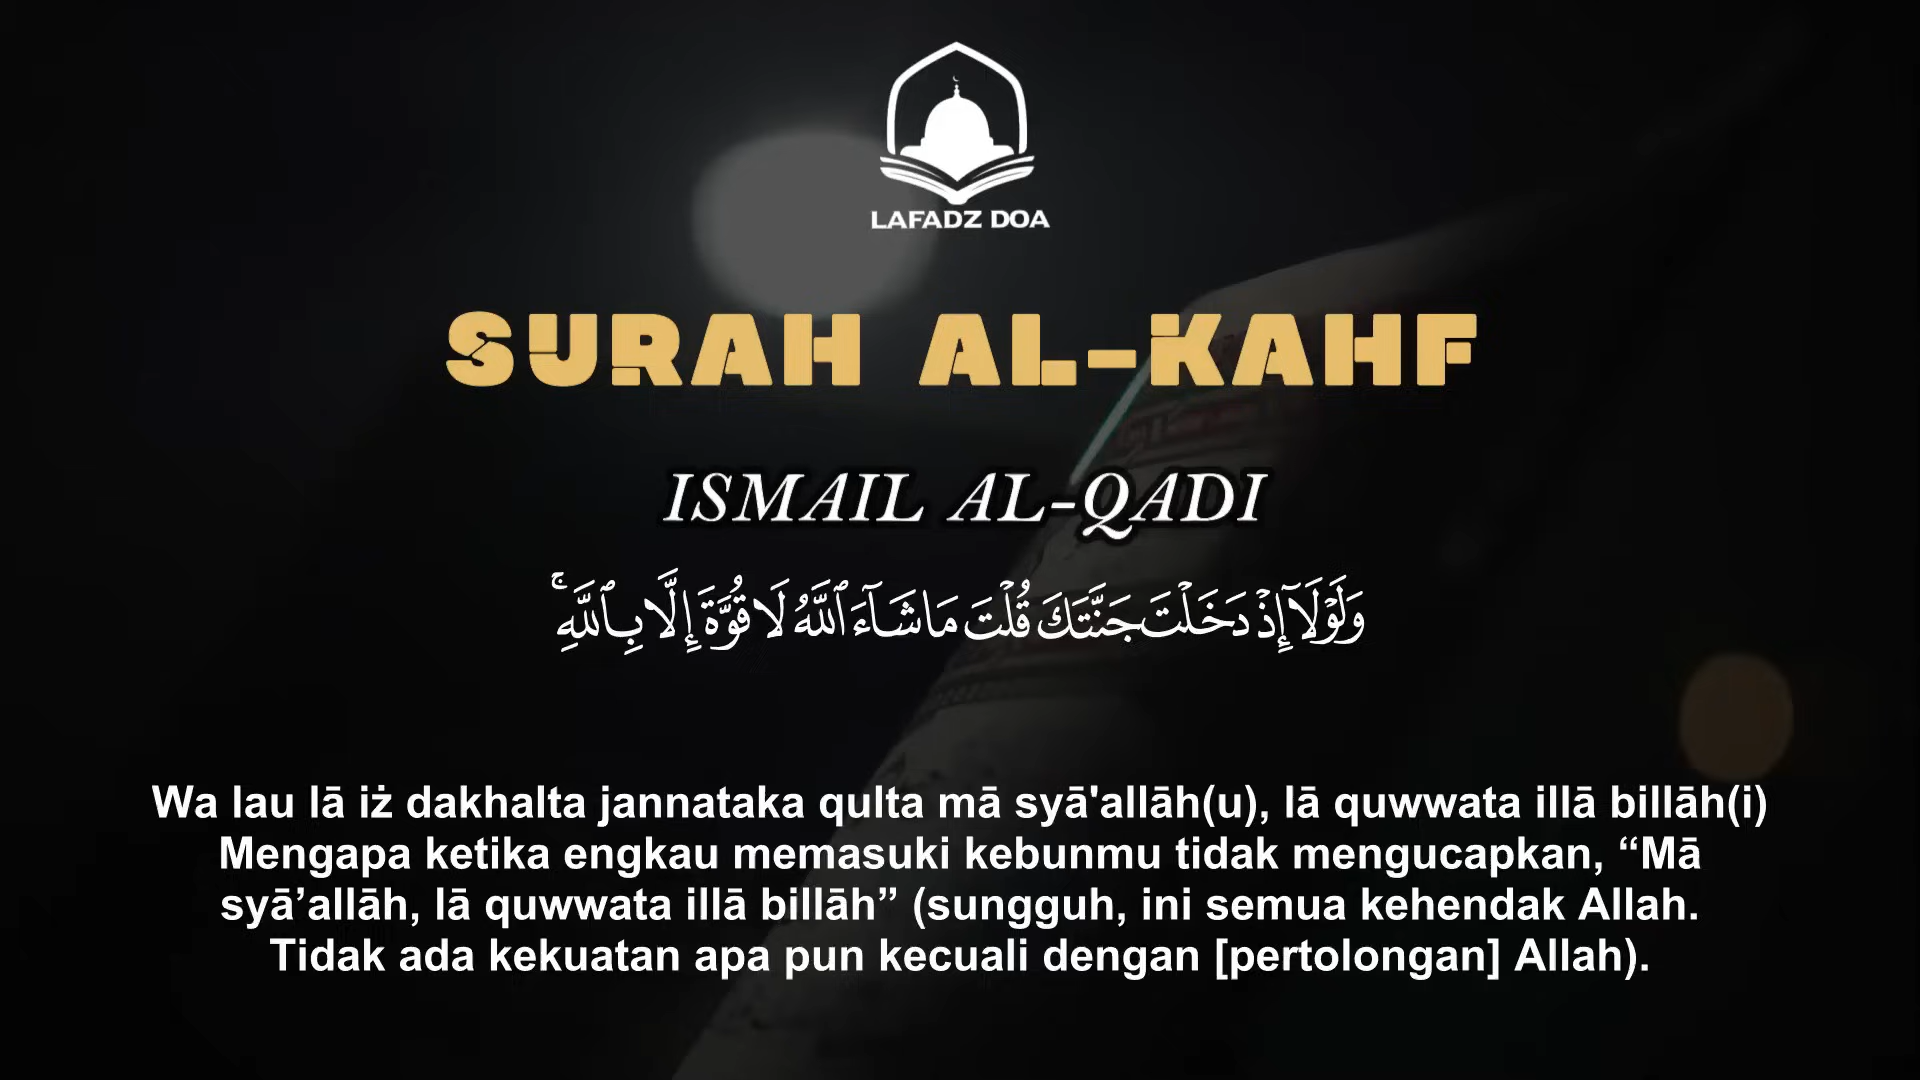 LAFADZ DOA
SURAH AL-KAHF
ISMAIL AL-QADI
وَلَوْلَآ إِذْ دَخَلْتَ جَنَّتَكَ قُلْتَ مَا شَآءَ ٱللَّهُ لَا قُوَّةَ إِلَّا بِٱللَّهِ ۚ
Wa lau lā iż dakhalta jannataka qulta mā syā'allāh(u), lā quwwata illā billāh(i)
Mengapa ketika engkau memasuki kebunmu tidak mengucapkan, “Mā
syā’allāh, lā quwwata illā billāh” (sungguh, ini semua kehendak Allah.
Tidak ada kekuatan apa pun kecuali dengan [pertolongan] Allah).